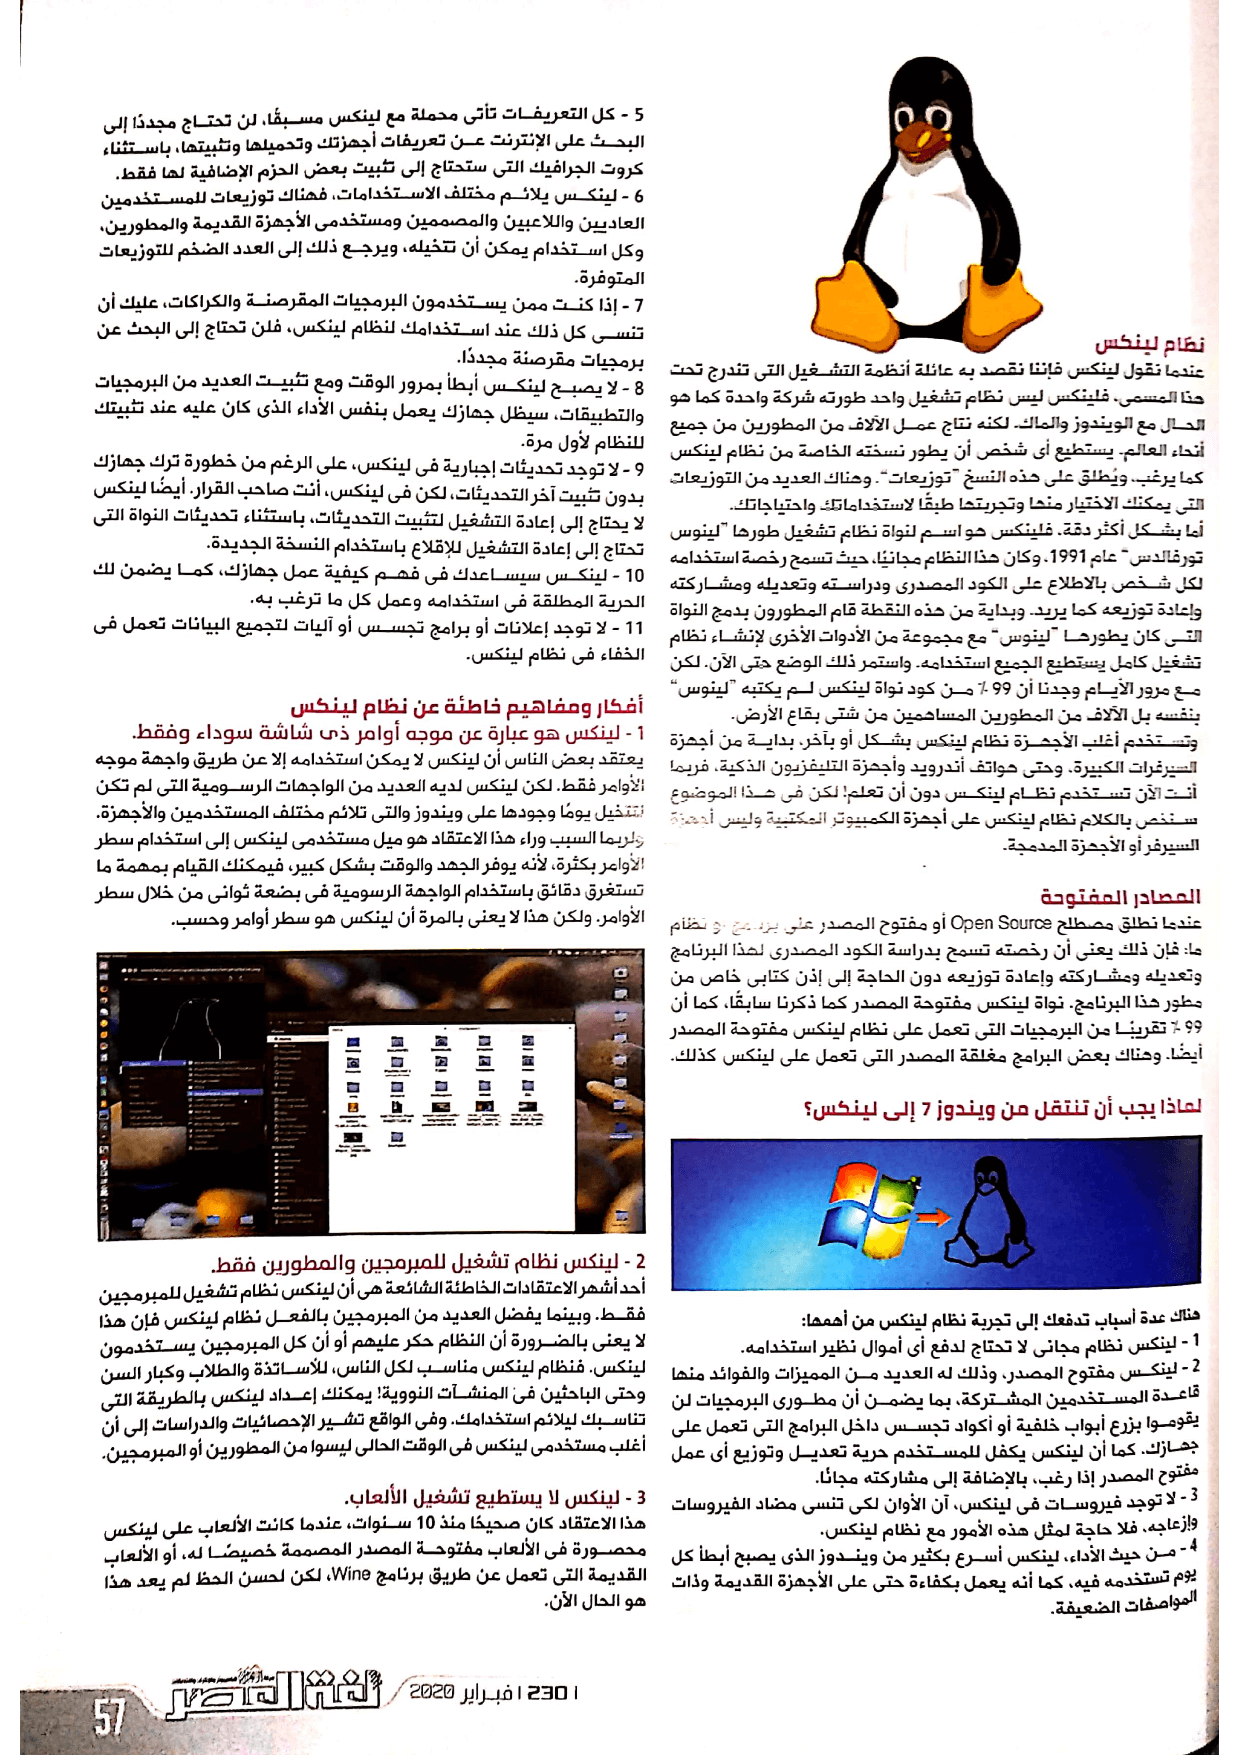 نظام لينكس
عندما نقول لينكس فإننا نقصد به عائلة أنظمة التشغيل التى تندرج تحت
هذا المسمى. فلينكس ليس نظام تشغيل واحد طورته شركة واحدة كما هو
الحال مع الويندوز والماك. لكنه نتاج عمل الآلاف من المطورين من جميع
أنحاء العالم. يستطيع أى شخص أن يطور نسخته الخاصة من نظام لينكس
كما يرغب. ويُطلق على هذه النسخ "توزيعات". وهناك العديد من التوزيعات
التى يمكنك الاختيار منها وتجربتها طبقًا لاستخداماتك واحتياجاتك.
أما بشكل أكثر دقة. فلينكس هو اسم لنواة نظام تشغيل طورها "لينوس
تورفالدس" عام 1991. وكان هذا النظام مجانيًا، حيث تسمح رخصة استخدامه
لكل شخص بالاطلاع على الكود المصدرى ودراسته وتعديله ومشاركته
وإعادة توزيعه كما يريد. وبداية من هذه النقطة قام المطورون بدمج النواة
التى كان يطورها "لينوس" مع مجموعة من الأدوات الأخرى لإنشاء نظام
تشغيل كامل يستطيع الجميع استخدامه. واستمر ذلك الوضع حتى الآن. لكن
مع مرور الأيام وجدنا أن 99 ٪ من كود نواة لينكس لم يكتبه "لينوس"
بنفسه بل الآلاف من المطورين المساهمين من شتى بقاع الأرض.
وتستخدم أغلب الأجهزة نظام لينكس بشكل أو بآخر. بداية من أجهزة
السيرفرات الكبيرة. وحتى هواتف أندرويد وأجهزة التليفزيون الذكية، فربما
أنت الآن تستخدم نظام لينكس دون أن تعلم! لكن فى هذا الموضوع
سنخص بالكلام نظام لينكس على أجهزة الكمبيوتر المكتبية وليس أجهزة
السيرفر أو الأجهزة المدمجة.
المصادر المفتوحة
عندما نطلق مصطلح Open Source أو مفتوح المصدر على برنامج أو نظام
ما: فإن ذلك يعنى أن رخصته تسمح بدراسة الكود المصدرى لهذا البرنامج
وتعديله ومشاركته وإعادة توزيعه دون الحاجة إلى إذن كتابى خاص من
مطور هذا البرنامج. نواة لينكس مفتوحة المصدر كما ذكرنا سابقًا، كما أن
99 ٪ تقريبًا من البرمجيات التى تعمل على نظام لينكس مفتوحة المصدر
أيضًا. وهناك بعض البرامج مغلقة المصدر التى تعمل على لينكس كذلك.
لماذا يجب أن تنتقل من ويندوز 7 إلى لينكس؟
هناك عدة أسباب تدفعك إلى تجربة نظام لينكس من أهمها:
1 - لينكس نظام مجانى لا تحتاج لدفع أى أموال نظير استخدامه.
2 - لينكس مفتوح المصدر، وذلك له العديد من المميزات والفوائد منها
قاعدة المستخدمين المشتركة، بما يضمن أن مطورى البرمجيات لن
يقوموا بزرع أبواب خلفية أو أكواد تجسس داخل البرامج التى تعمل على
جهازك. كما أن لينكس يكفل للمستخدم حرية تعديل وتوزيع أى عمل
مفتوح المصدر إذا رغب، بالإضافة إلى مشاركته مجانًا.
3 - لا توجد فيروسات فى لينكس، آن الأوان لكى تنسى مضاد الفيروسات
وإزعاجه، فلا حاجة لمثل هذه الأمور مع نظام لينكس.
4 - من حيث الأداء، لينكس أسرع بكثير من ويندوز الذى يصبح أبطأ كل
يوم تستخدمه فيه، كما أنه يعمل بكفاءة حتى على الأجهزة القديمة وذات
المواصفات الضعيفة.
5 - كل التعريفات تأتى محملة مع لينكس مسبقًا، لن تحتاج مجددًا إلى
البحث على الإنترنت عن تعريفات أجهزتك وتحميلها وتثبيتها، باستثناء
كروت الجرافيك التى ستحتاج إلى تثبيت بعض الحزم الإضافية لها فقط.
6 - لينكس يلائم مختلف الاستخدامات، فهناك توزيعات للمستخدمين
العاديين واللاعبين والمصممين ومستخدمى الأجهزة القديمة والمطورين،
وكل استخدام يمكن أن تتخيله، ويرجع ذلك إلى العدد الضخم للتوزيعات
المتوفرة.
7 - إذا كنت ممن يستخدمون البرمجيات المقرصنة والكراكات، عليك أن
تنسى كل ذلك عند استخدامك لنظام لينكس، فلن تحتاج إلى البحث عن
برمجيات مقرصنة مجددًا.
8 - لا يصبح لينكس أبطأ بمرور الوقت ومع تثبيت العديد من البرمجيات
والتطبيقات، سيظل جهازك يعمل بنفس الأداء الذى كان عليه عند تثبيتك
للنظام لأول مرة.
9 - لا توجد تحديثات إجبارية فى لينكس، على الرغم من خطورة ترك جهازك
بدون تثبيت آخر التحديثات، لكن فى لينكس، أنت صاحب القرار. أيضًا لينكس
لا يحتاج إلى إعادة التشغيل لتثبيت التحديثات، باستثناء تحديثات النواة التى
تحتاج إلى إعادة التشغيل للإقلاع باستخدام النسخة الجديدة.
10 - لينكس سيساعدك فى فهم كيفية عمل جهازك، كما يضمن لك
الحرية المطلقة فى استخدامه وعمل كل ما ترغب به.
11 - لا توجد إعلانات أو برامج تجسس أو آليات لتجميع البيانات تعمل فى
الخفاء فى نظام لينكس.
أفكار ومفاهيم خاطئة عن نظام لينكس
1 - لينكس هو عبارة عن موجه أوامر ذى شاشة سوداء وفقط.
يعتقد بعض الناس أن لينكس لا يمكن استخدامه إلا عن طريق واجهة موجه
الأوامر فقط. لكن لينكس لديه العديد من الواجهات الرسومية التى لم تكن
لتتخيل يومًا وجودها على ويندوز والتى تلائم مختلف المستخدمين والأجهزة.
ولربما السبب وراء هذا الاعتقاد هو ميل مستخدمى لينكس إلى استخدام سطر
الأوامر بكثرة، لأنه يوفر الجهد والوقت بشكل كبير، فيمكنك القيام بمهمة ما
تستغرق دقائق باستخدام الواجهة الرسومية فى بضعة ثوانى من خلال سطر
الأوامر. ولكن هذا لا يعنى بالمرة أن لينكس هو سطر أوامر وحسب.
2 - لينكس نظام تشغيل للمبرمجين والمطورين فقط.
أحد أشهر الاعتقادات الخاطئة الشائعة هى أن لينكس نظام تشغيل للمبرمجين
فقط. وبينما يفضل العديد من المبرمجين بالفعل نظام لينكس فإن هذا
لا يعنى بالضرورة أن النظام حكر عليهم أو أن كل المبرمجين يستخدمون
لينكس. فنظام لينكس مناسب لكل الناس، للأساتذة والطلاب وكبار السن
وحتى الباحثين فى المنشآت النووية! يمكنك إعداد لينكس بالطريقة التى
تناسبك ليلائم استخدامك. وفى الواقع تشير الإحصائيات والدراسات إلى أن
أغلب مستخدمى لينكس فى الوقت الحالى ليسوا من المطورين أو المبرمجين.
3 - لينكس لا يستطيع تشغيل الألعاب.
هذا الاعتقاد كان صحيحًا منذ 10 سنوات، عندما كانت الألعاب على لينكس
محصورة فى الألعاب مفتوحة المصدر المصممة خصيصًا له، أو الألعاب
القديمة التى تعمل عن طريق برنامج Wine، لكن لحسن الحظ لم يعد هذا
هو الحال الآن.
| 230 | فبراير 2020
لغة العصر
57